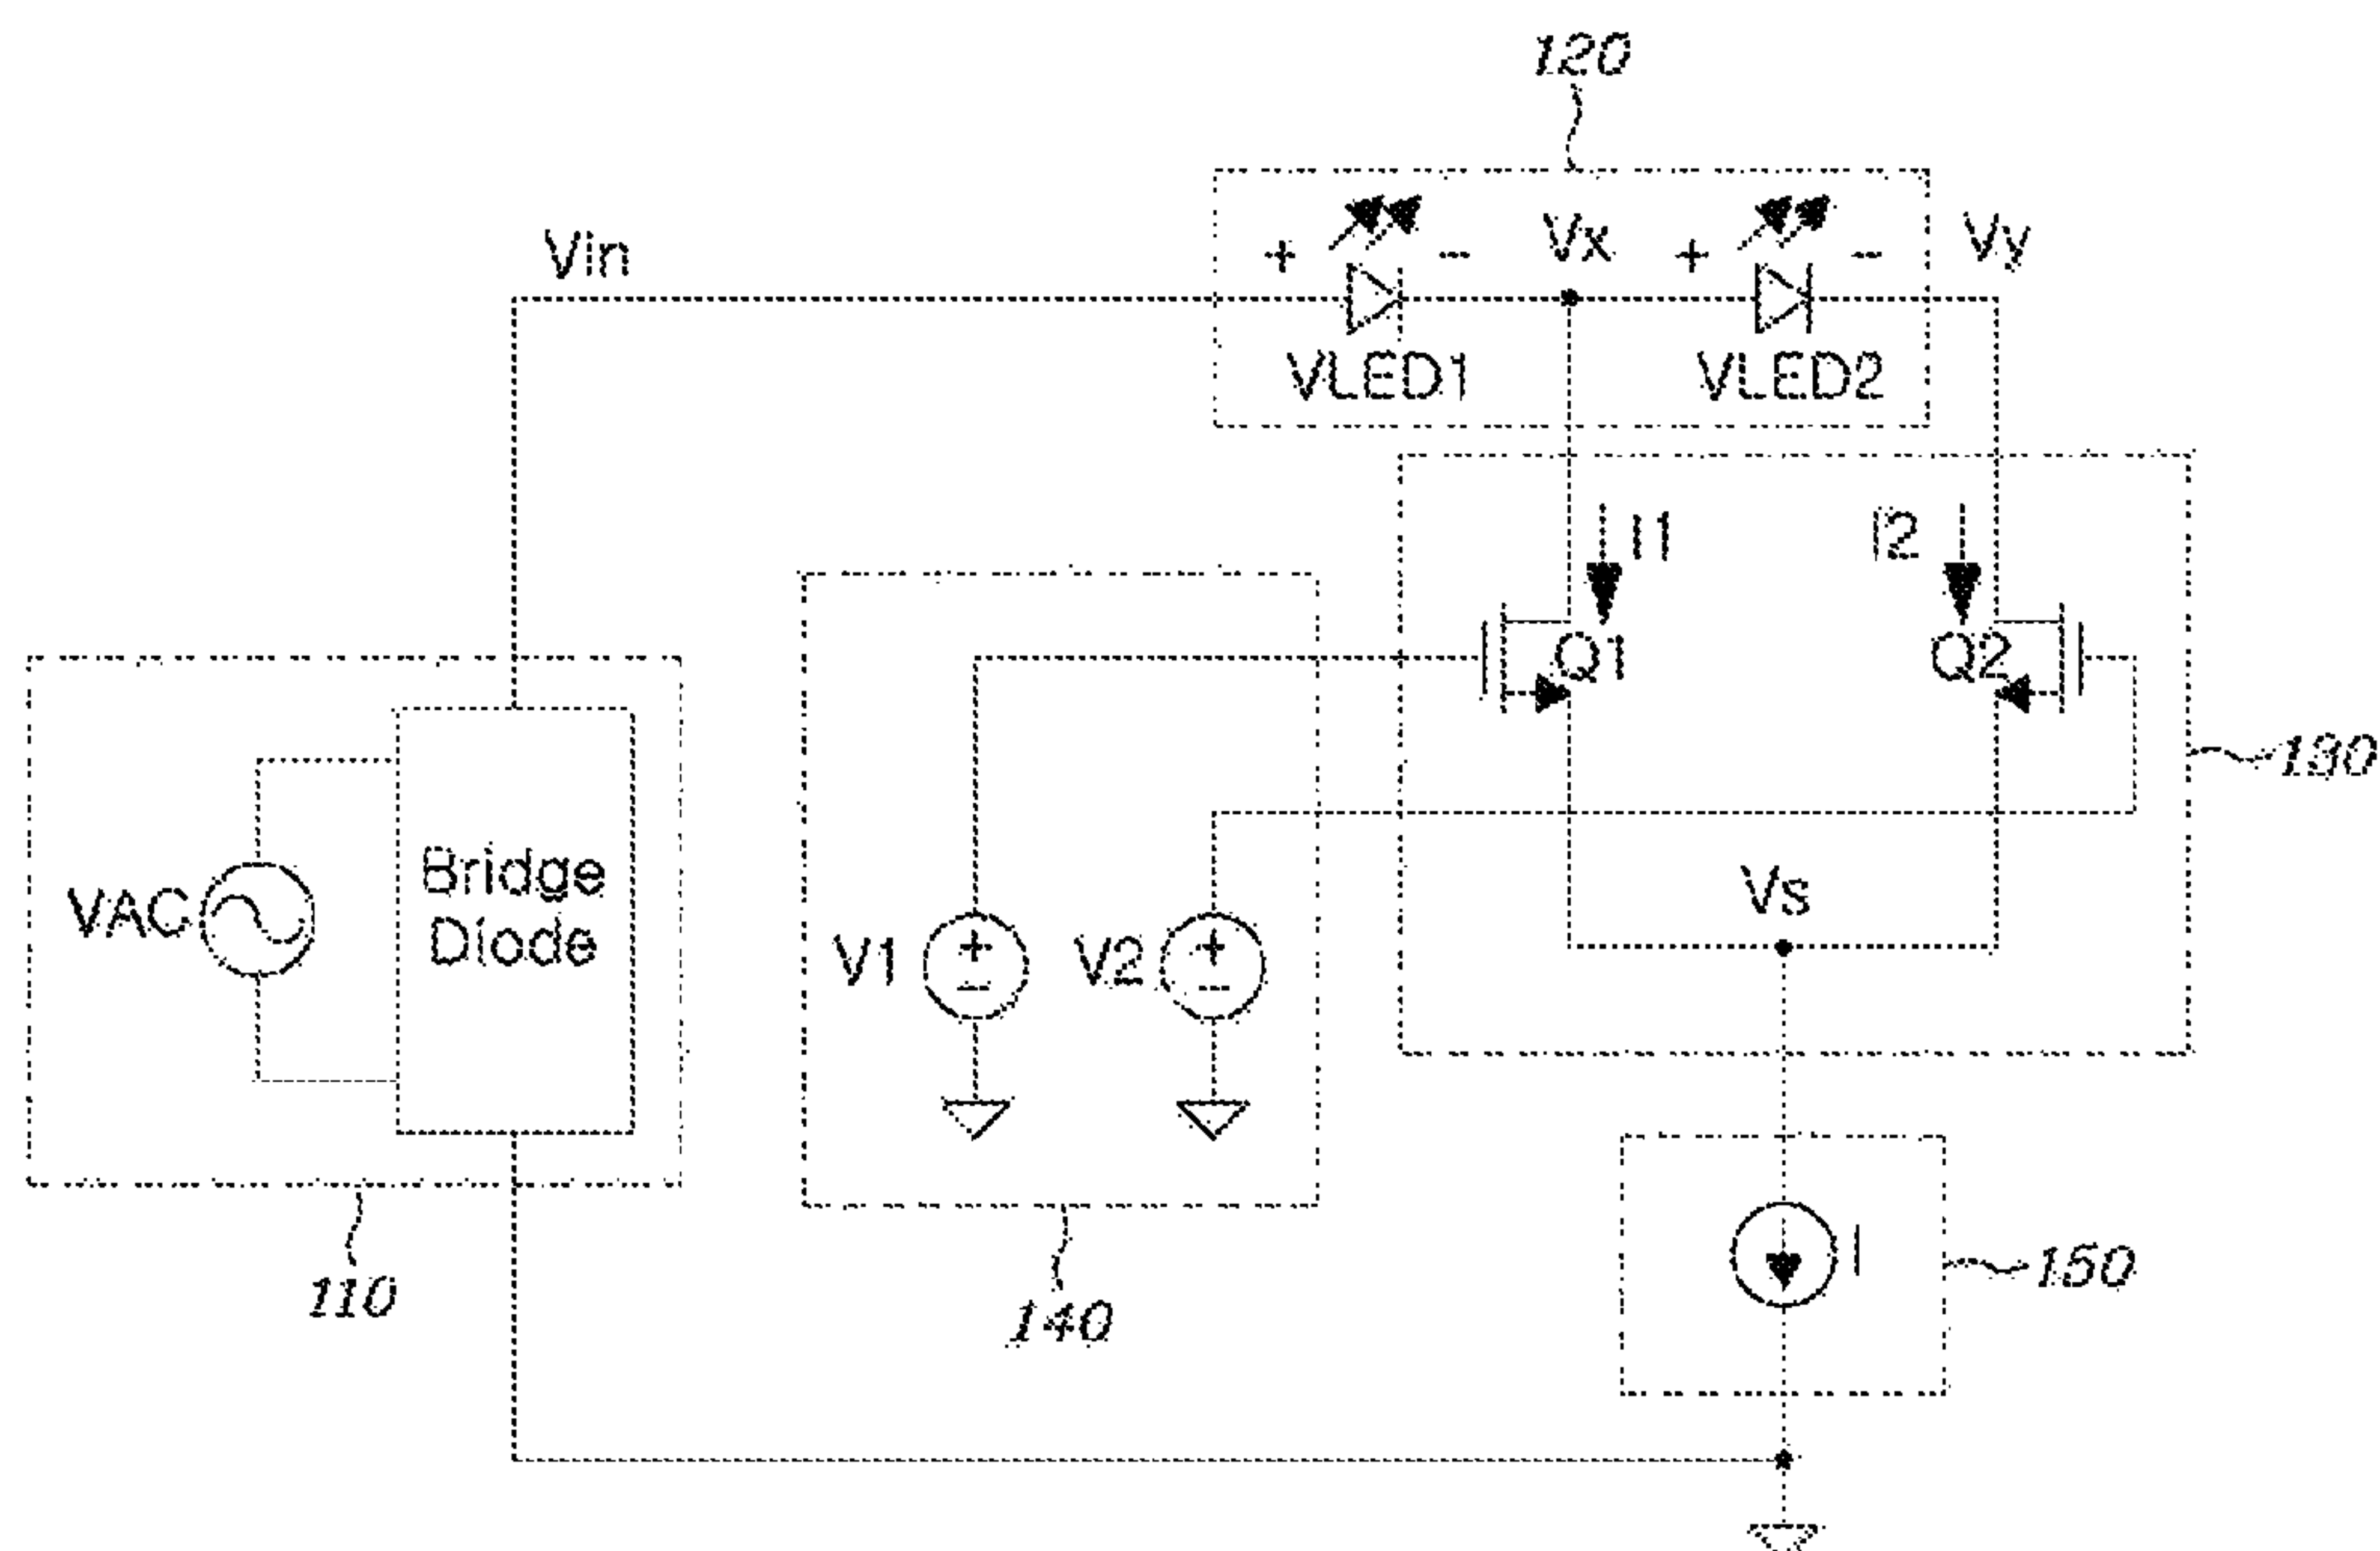 120
Vin
+ - Vx + - Vy
VLED1 VLED2
I1 I2
Q1 Q2
130
VAC
Bridge
Diode
Vs
V1 + - V2 + -
I
150
110
140